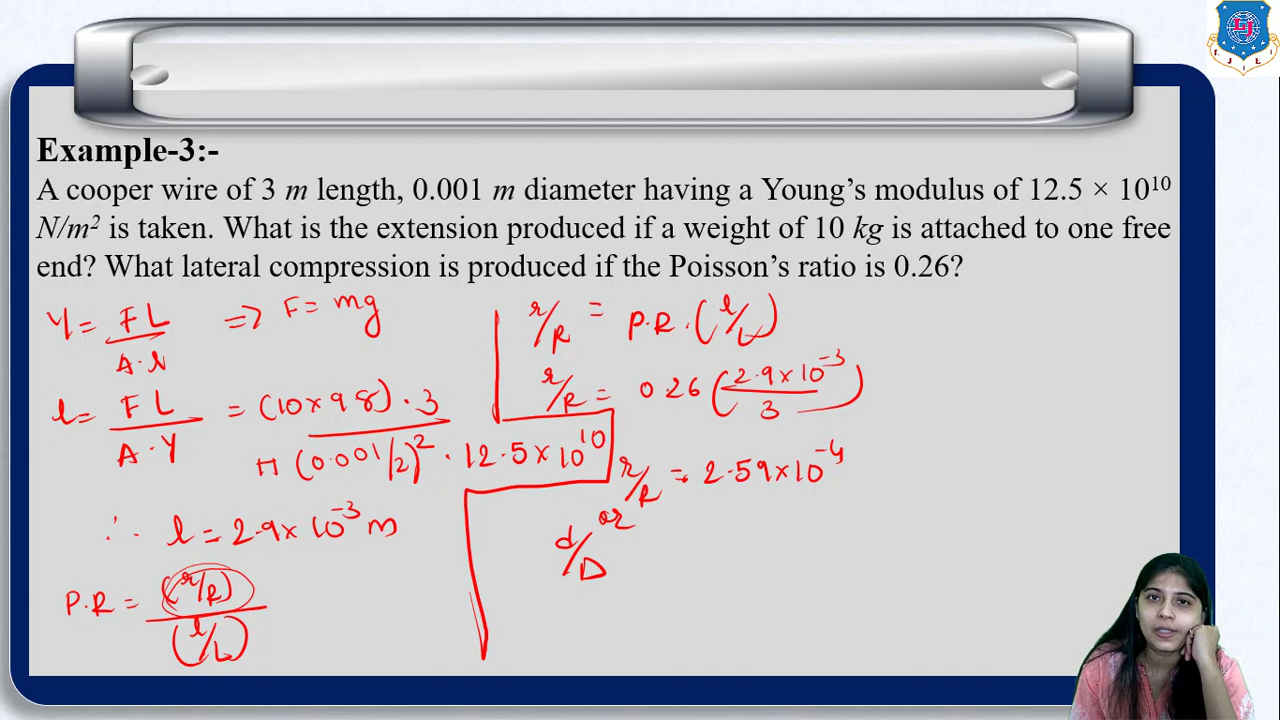 Example-3:-
A cooper wire of 3 m length, 0.001 m diameter having a Young’s modulus of 12.5 × 10¹⁰
N/m² is taken. What is the extension produced if a weight of 10 kg is attached to one free
end? What lateral compression is produced if the Poisson’s ratio is 0.26?
Y = FL / A·l => F = mg
l = FL / A·Y = (10×9.8)·3 / π(0.001/2)²·12.5×10¹⁰
∴ l = 2.9×10⁻³ m
P.R = (r/R) / (l/L)
r/R = P.R.(l/L)
r/R = 0.26 (2.9×10⁻³ / 3)
r/R = 2.59×10⁻⁴
or
d/D